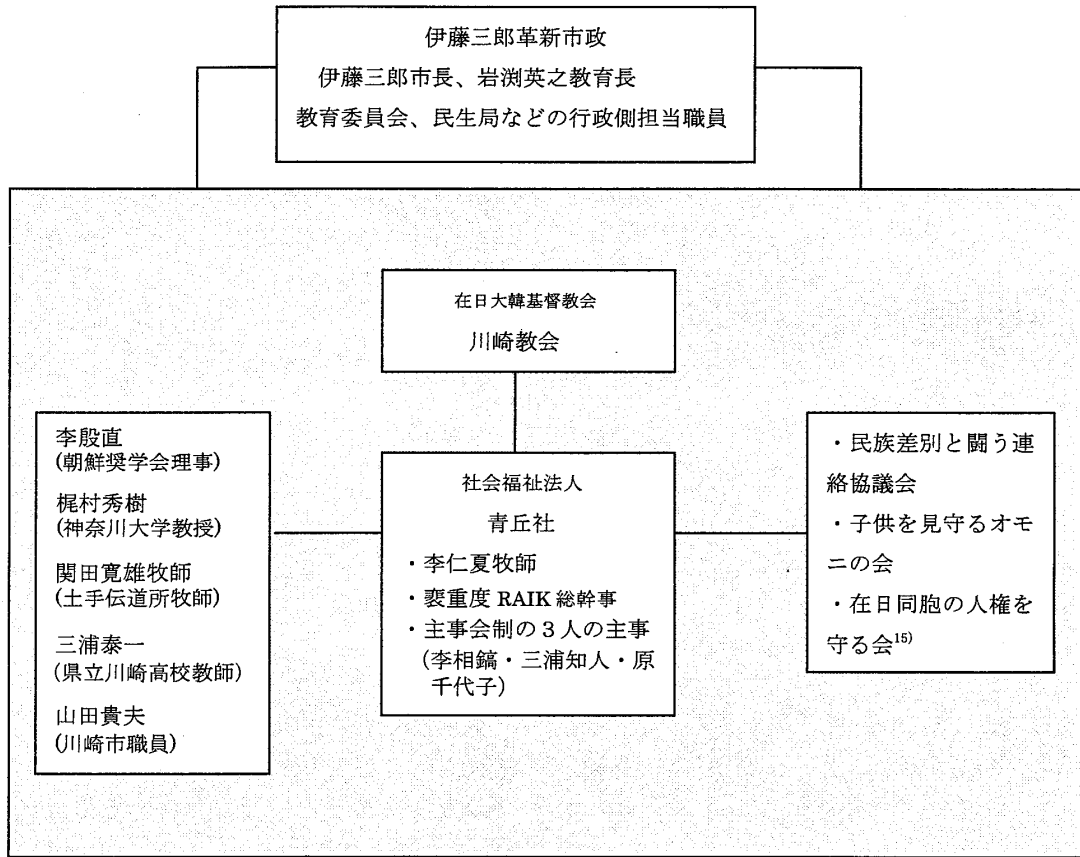 伊藤三郎革新市政
伊藤三郎市長、岩渕英之教育長
教育委員会、民生局などの行政側担当職員
在日大韓基督教会
川崎教会
李殷直
(朝鮮奨学会理事)
梶村秀樹
(神奈川大学教授)
関田寛雄牧師
(土手伝道所牧師)
三浦泰一
(県立川崎高校教師)
山田貴夫
(川崎市職員)
社会福祉法人
青丘社
・李仁夏牧師
・裵重度 RAIK 総幹事
・主事会制の3人の主事
(李相鎬・三浦知人・原
千代子)
・民族差別と闘う連
絡協議会
・子供を見守るオモ
ニの会
・在日同胞の人権を
守る会15)